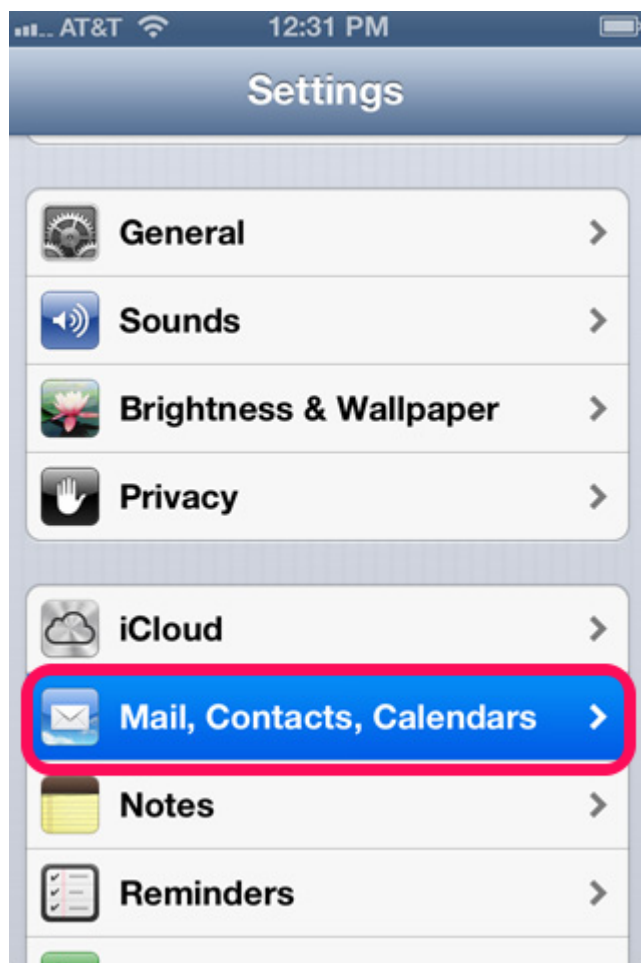 AT&T 12:31 PM
Settings
General
Sounds
Brightness & Wallpaper
Privacy
iCloud
Mail, Contacts, Calendars
Notes
Reminders